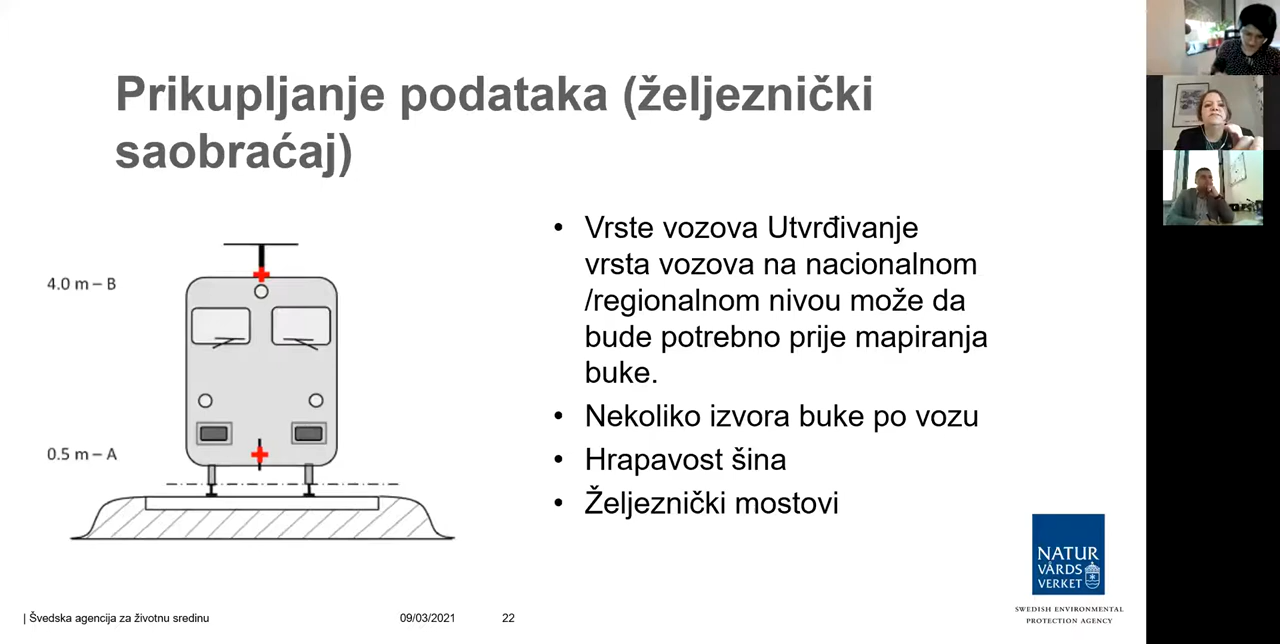 Prikupljanje podataka (željeznički
saobraćaj)
4.0 m – B
0.5 m – A
• Vrste vozova Utvrđivanje
vrsta vozova na nacionalnom
/regionalnom nivou može da
bude potrebno prije mapiranja
buke.
• Nekoliko izvora buke po vozu
• Hrapavost šina
• Željeznički mostovi
NATUR
VÅRDS
VERKET
SWEDISH ENVIRONMENTAL
PROTECTION AGENCY
| Švedska agencija za životnu sredinu
09/03/2021
22